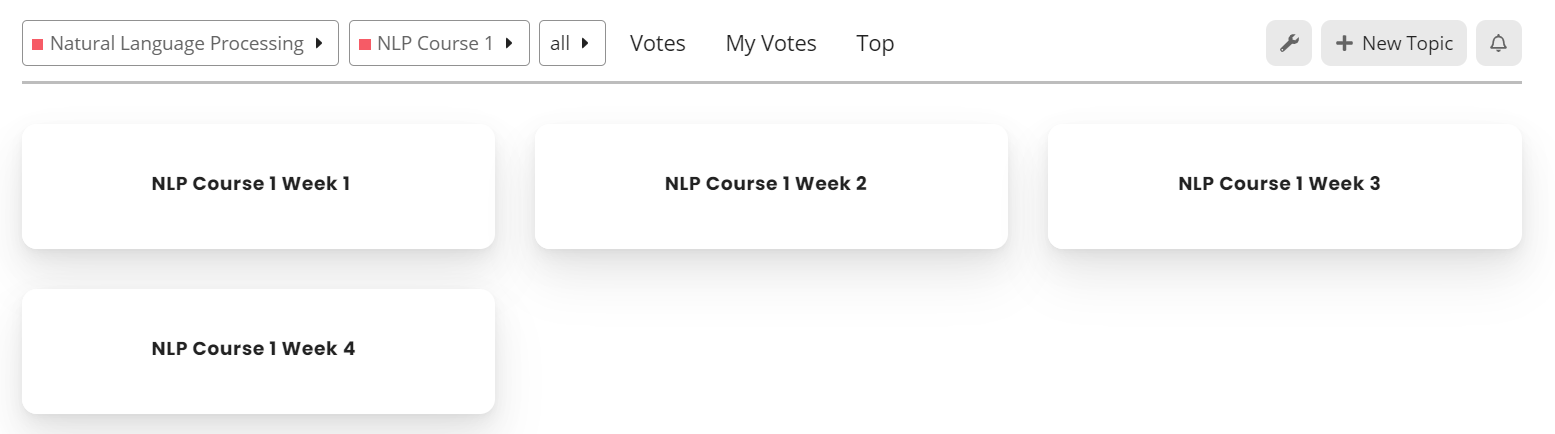 Natural Language Processing NLP Course 1 all Votes My Votes Top New Topic
NLP Course 1 Week 1 NLP Course 1 Week 2 NLP Course 1 Week 3
NLP Course 1 Week 4